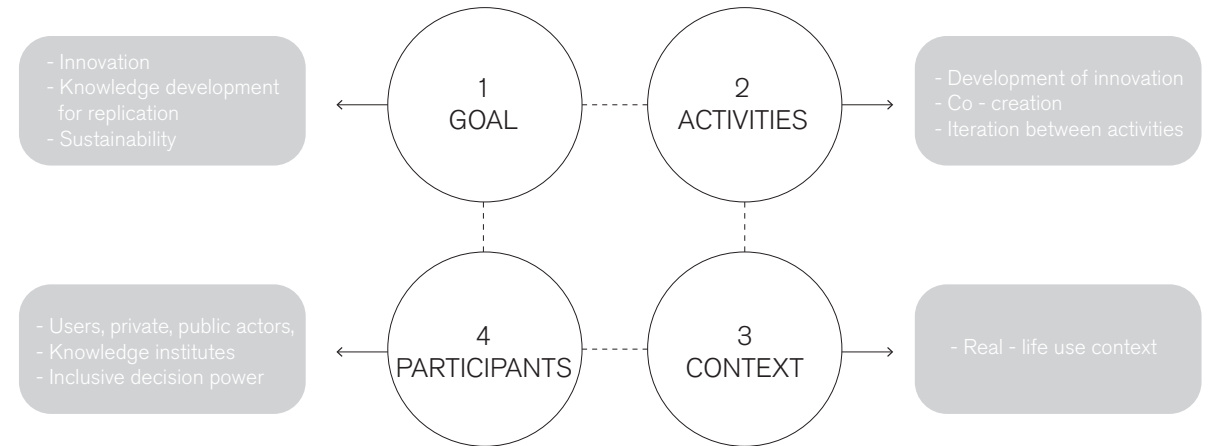 - Innovation
- Knowledge development
for replication
- Sustainability
1
GOAL
2
ACTIVITIES
- Development of innovation
- Co - creation
- Iteration between activities
- Users, private, public actors,
- Knowledge institutes
- Inclusive decision power
4
PARTICIPANTS
3
CONTEXT
- Real - life use context